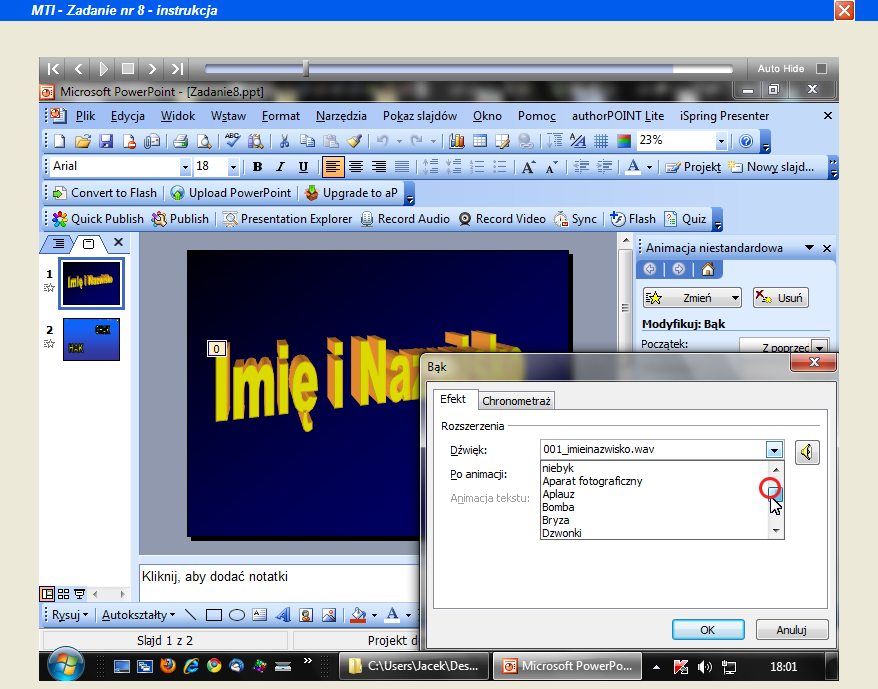 MTI - Zadanie nr 8 - instrukcja
Auto Hide
Microsoft PowerPoint - [Zadanie8.ppt]
Plik Edycja Widok Wstaw Format Narzędzia Pokaz slajdów Okno Pomoc authorPOINT Lite iSpring Presenter
23%
Arial 18 B I U A A A Projekt Nowy slajd...
Convert to Flash Upload PowerPoint Upgrade to aP
Quick Publish Publish Presentation Explorer Record Audio Record Video Sync Flash Quiz
Animacja niestandardowa
1
Imię i Nazwisko
2
Zmień Usuń
Modyfikuj: Bąk
Początek: Z poprzec
0
Imię i Nazwisko
Bąk
Efekt Chronometraż
Rozszerzenia
Dźwięk: 001_imieinazwisko.wav
Po animacji:
Animacja tekstu:
niebyk
Aparat fotograficzny
Aplauz
Bomba
Bryza
Dzwonki
OK Anuluj
Kliknij, aby dodać notatki
Rysuj Autokształty A
Slajd 1 z 2 Projekt d
C:\Users\Jacek\Des... Microsoft PowerPo... 18:01